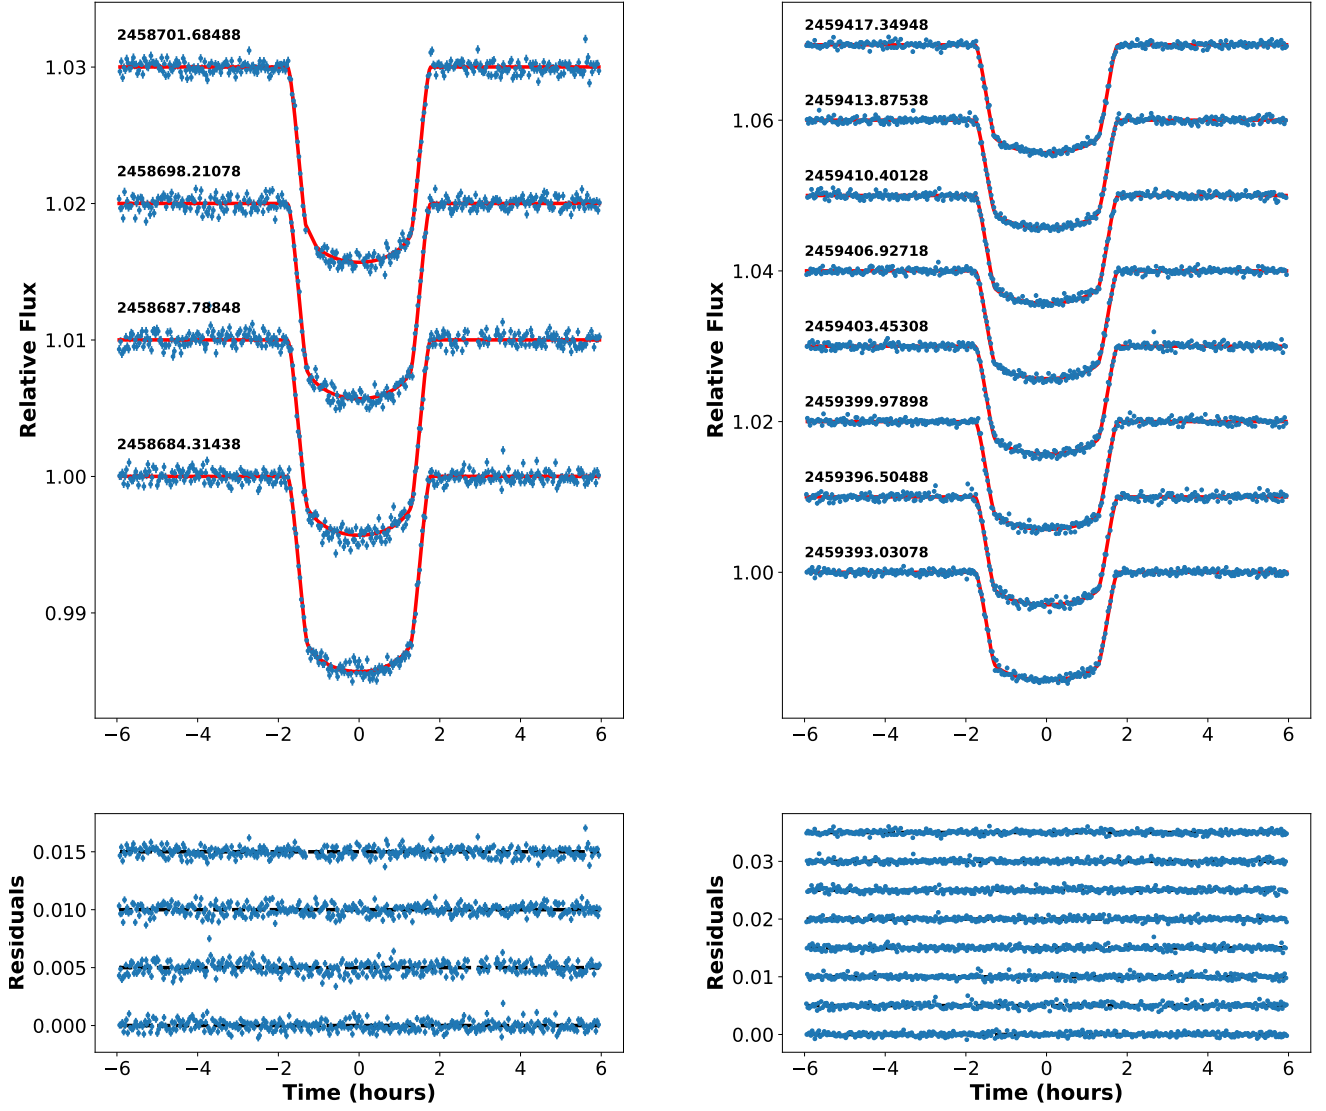 2458701.68488
1.03
2458698.21078
1.02
2458687.78848
1.01
2458684.31438
1.00
0.99
Relative Flux
−6 −4 −2 0 2 4 6
2459417.34948
2459413.87538
1.06
2459410.40128
2459406.92718
1.04
2459403.45308
2459399.97898
1.02
2459396.50488
2459393.03078
1.00
Relative Flux
−6 −4 −2 0 2 4 6
0.015
0.010
0.005
0.000
Residuals
−6 −4 −2 0 2 4 6
Time (hours)
0.03
0.02
0.01
0.00
Residuals
−6 −4 −2 0 2 4 6
Time (hours)